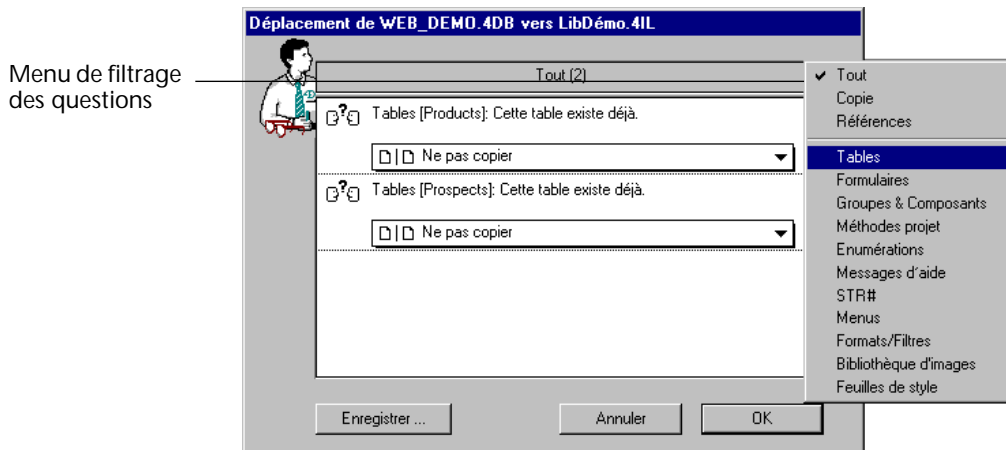 Déplacement de WEB_DEMO.4DB vers LibDémo.4IL
Menu de filtrage
des questions
Tout (2)
Tables [Products]: Cette table existe déjà.
Ne pas copier
Tables [Prospects]: Cette table existe déjà.
Ne pas copier
Tout
Copie
Références
Tables
Formulaires
Groupes & Composants
Méthodes projet
Enumérations
Messages d'aide
STR#
Menus
Formats/Filtres
Bibliothèque d'images
Feuilles de style
Enregistrer ...
Annuler
OK